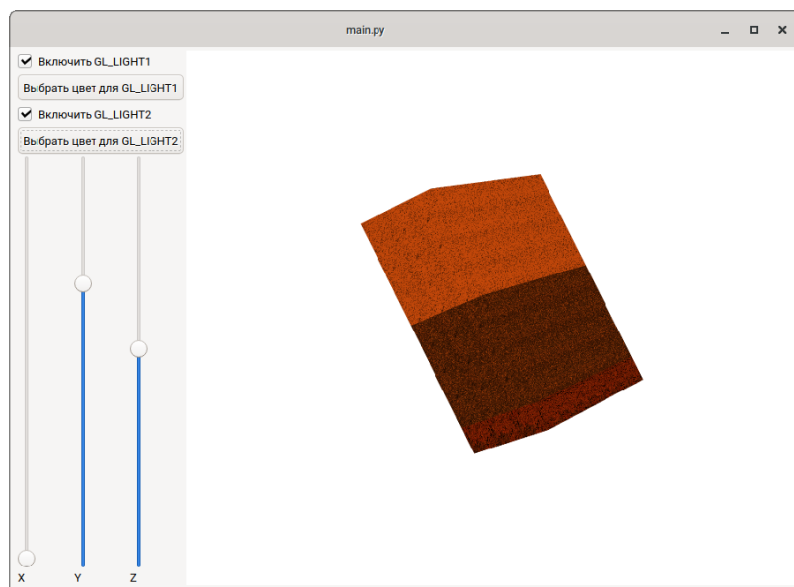 main.py
Включить GL_LIGHT1
Выбрать цвет для GL_LIGHT1
Включить GL_LIGHT2
Выбрать цвет для GL_LIGHT2
X Y Z